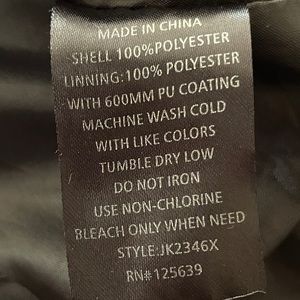 MADE IN CHINA
SHELL 100%POLYESTER
LINNING:100% POLYESTER
WITH 600MM PU COATING
MACHINE WASH COLD
WITH LIKE COLORS
TUMBLE DRY LOW
DO NOT IRON
USE NON-CHLORINE
BLEACH ONLY WHEN NEED
STYLE:JK2346X
RN#125639